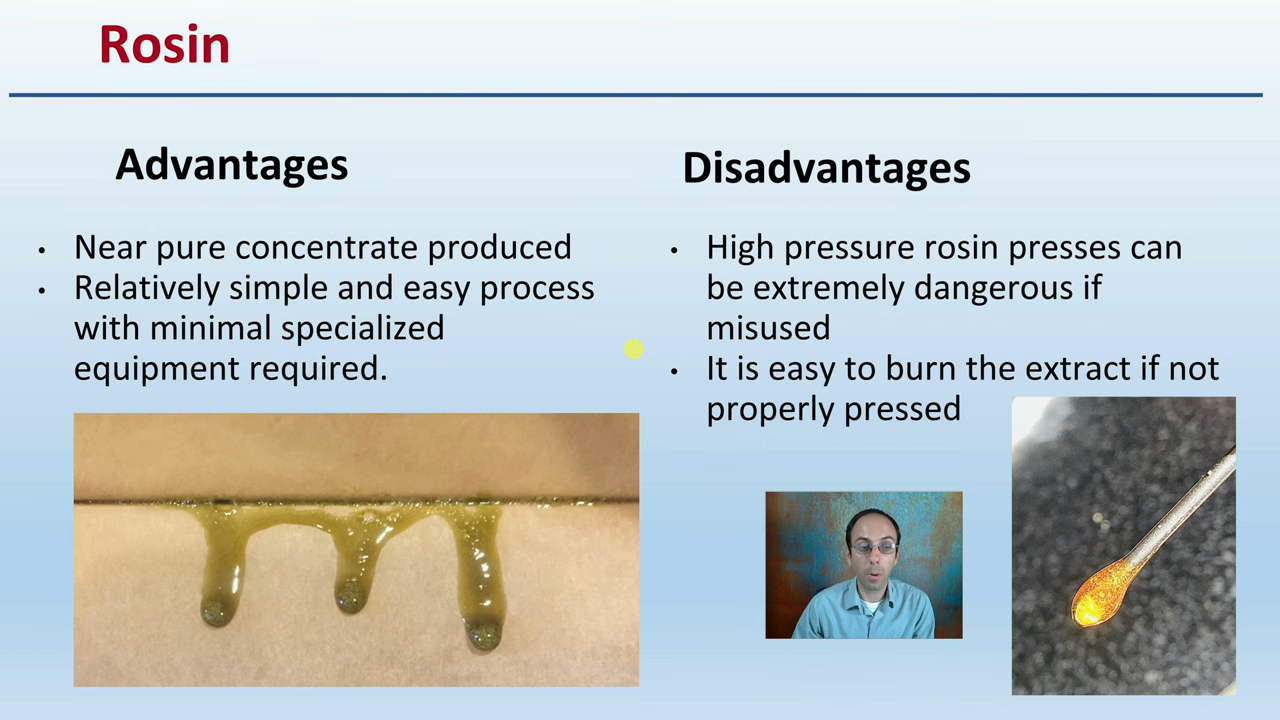 Rosin
Advantages
• Near pure concentrate produced
• Relatively simple and easy process
with minimal specialized
equipment required.
Disadvantages
• High pressure rosin presses can
be extremely dangerous if
misused
• It is easy to burn the extract if not
properly pressed